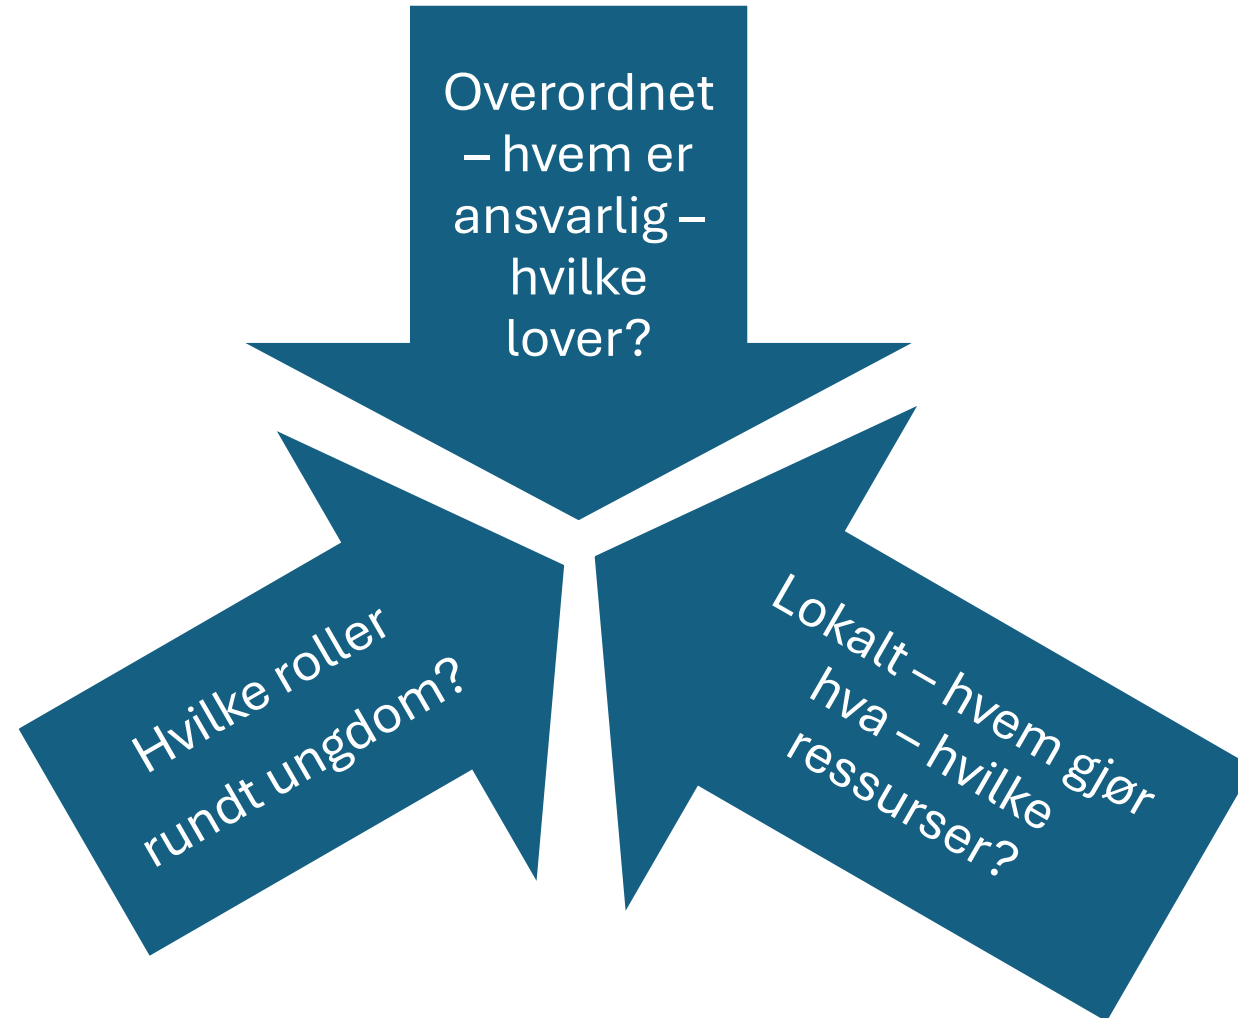 Overordnet
– hvem er
ansvarlig –
hvilke
lover?
Hvilke roller
rundt ungdom?
Lokalt – hvem gjør
hva – hvilke
ressurser?